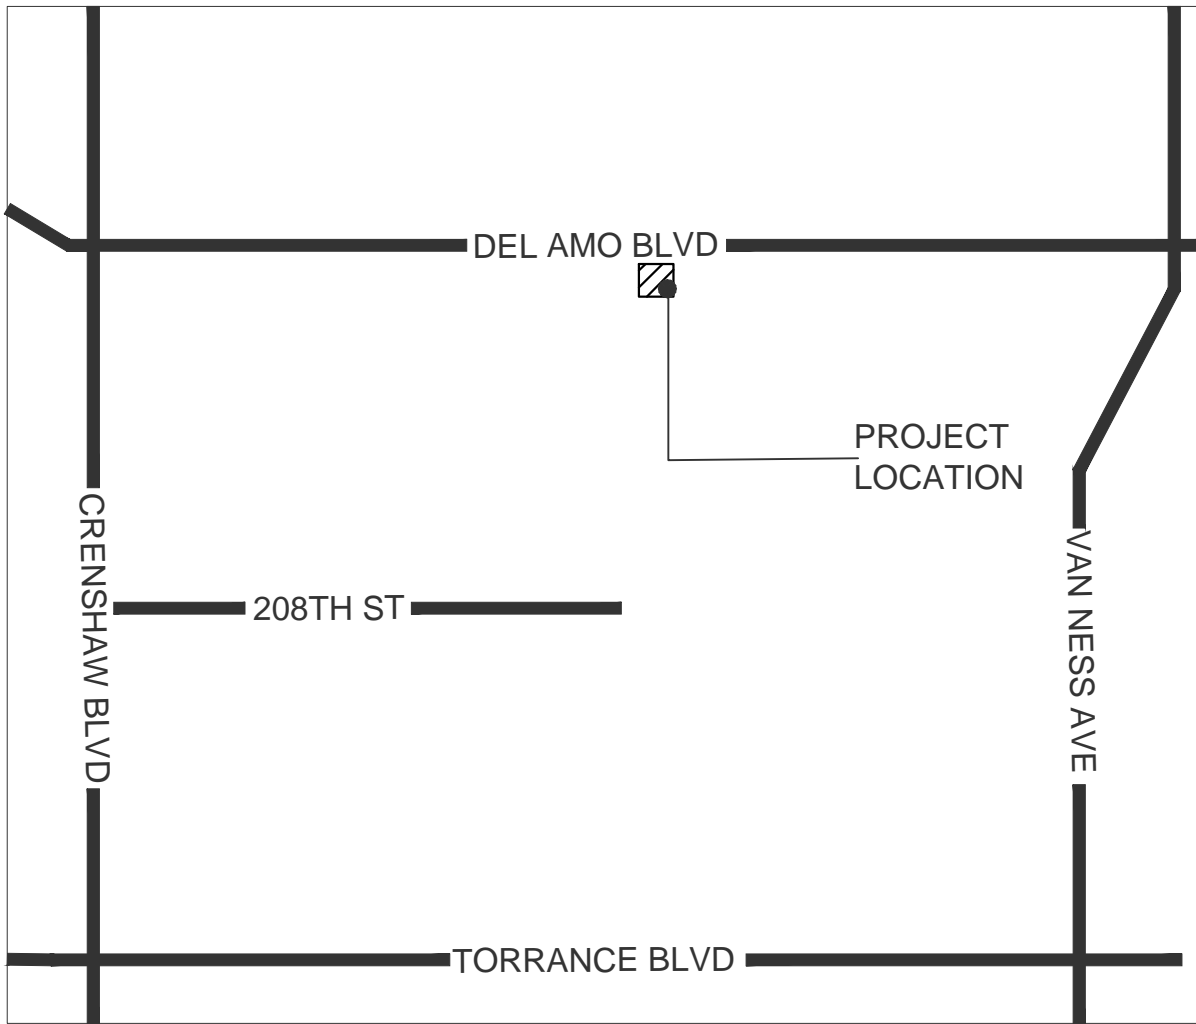 DEL AMO BLVD
PROJECT
LOCATION
CRENSHAW BLVD
VAN NESS AVE
208TH ST
TORRANCE BLVD